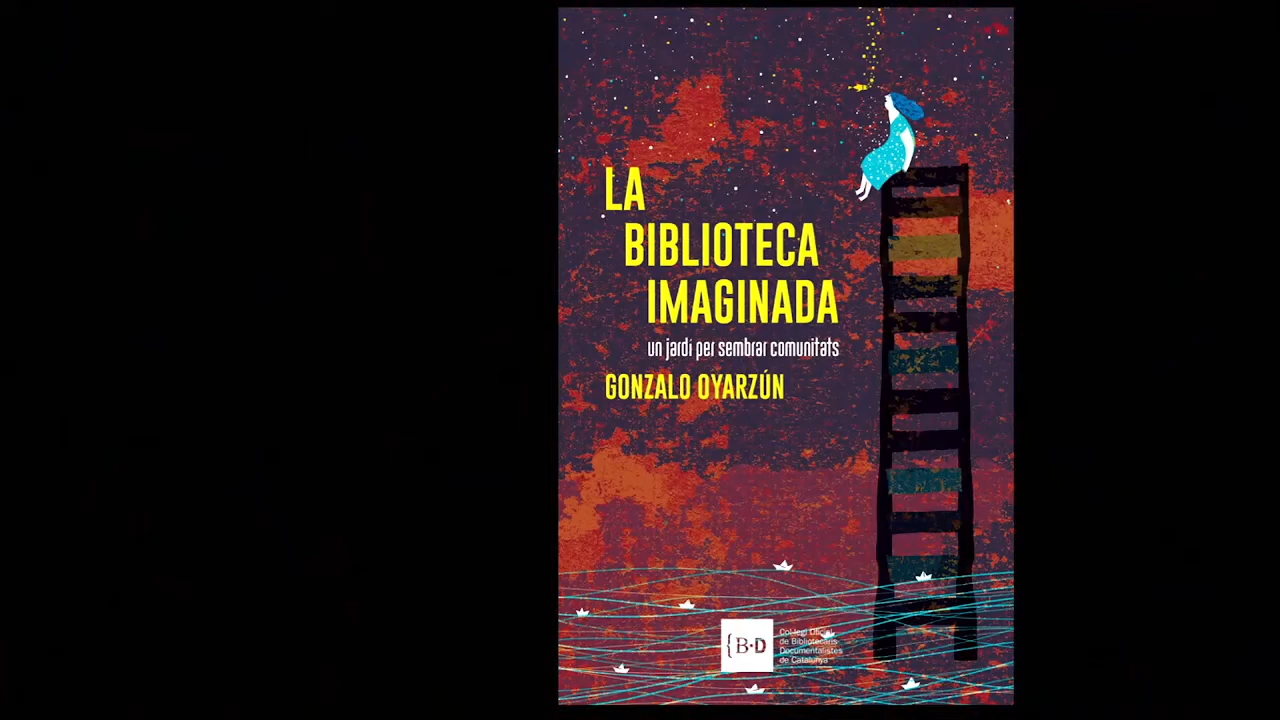 LA
BIBLIOTECA
IMAGINADA
un jardí per sembrar comunitats
GONZALO OYARZÚN
{B·D
Col·legi Oficial
de Bibliotecaris-
Documentalistes
de Catalunya